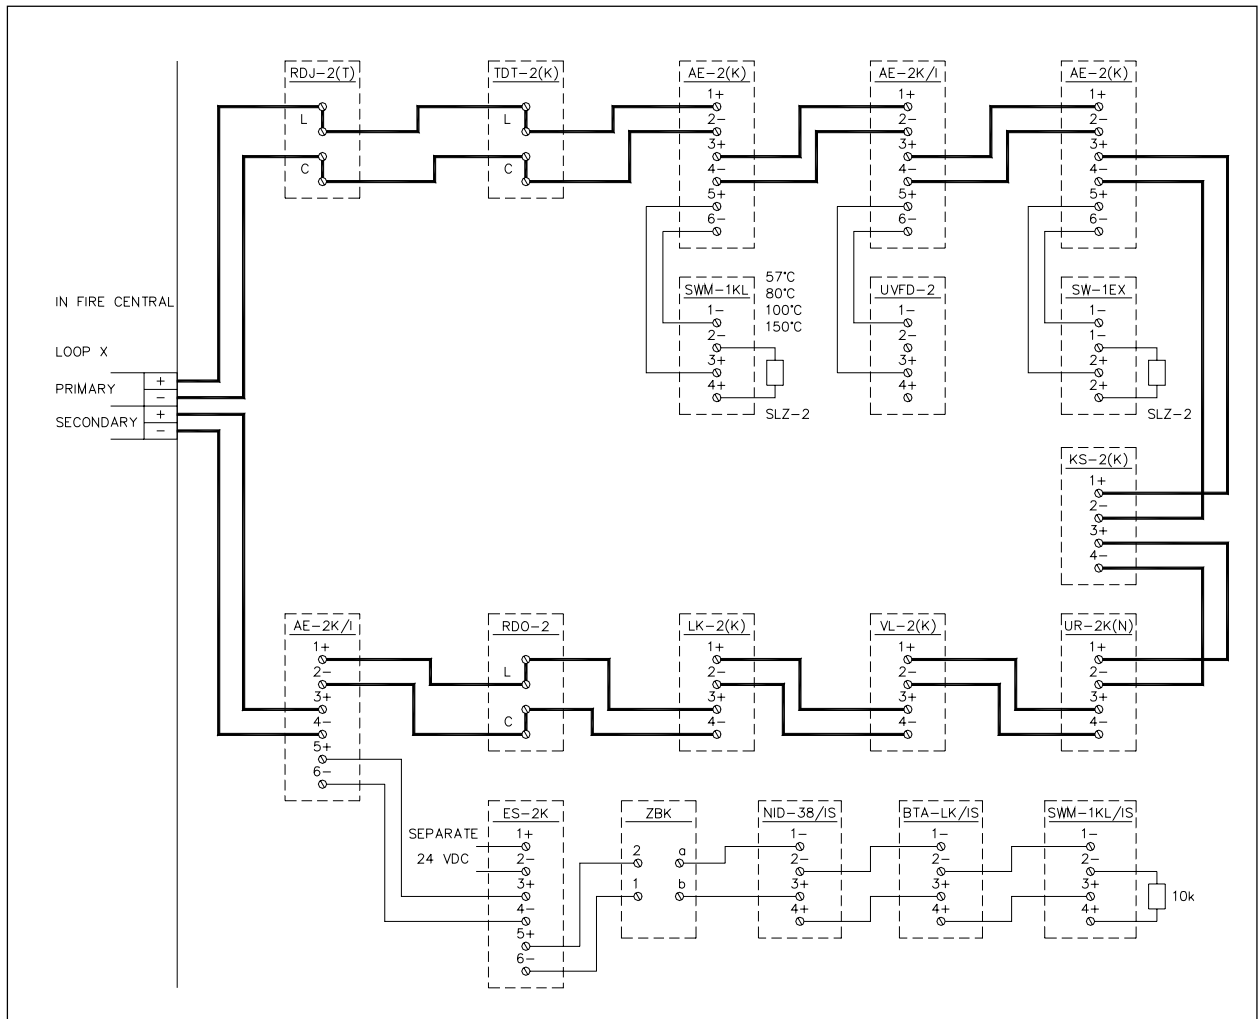 RDJ-2(T)
L
C
TDT-2(K)
L
C
AE-2(K)
1+
2-
3+
4-
5+
6-
AE-2K/I
1+
2-
3+
4-
5+
6-
AE-2(K)
1+
2-
3+
4-
5+
6-
SWM-1KL
1-
2-
3+
4+
57°C
80°C
100°C
150°C
SLZ-2
UVFD-2
1-
2-
3+
4+
SW-1EX
1-
1-
2+
2+
SLZ-2
IN FIRE CENTRAL
LOOP X
PRIMARY
+
-
SECONDARY
+
-
KS-2(K)
1+
2-
3+
4-
AE-2K/I
1+
2-
3+
4-
5+
6-
RDO-2
L
C
LK-2(K)
1+
2-
3+
4-
VL-2(K)
1+
2-
3+
4-
UR-2K(N)
1+
2-
3+
4-
SEPARATE
24 VDC
ES-2K
1+
2-
3+
4-
5+
6-
ZBK
2 a
1 b
NID-38/IS
1-
2-
3+
4+
BTA-LK/IS
1-
2-
3+
4+
SWM-1KL/IS
1-
2-
3+
4+
10k